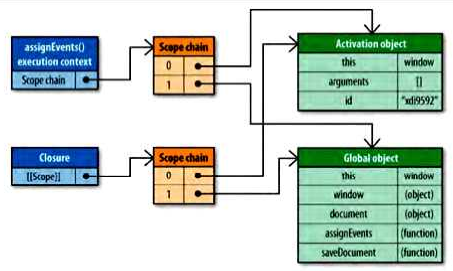 assignEvents()
execution context
Scope chain
Scope chain
0
1
Activation object
this window
arguments []
id "xdi9592"
Closure
[[Scope]]
Scope chain
0
1
Global object
this window
window (object)
document (object)
assignEvents (function)
saveDocument (function)